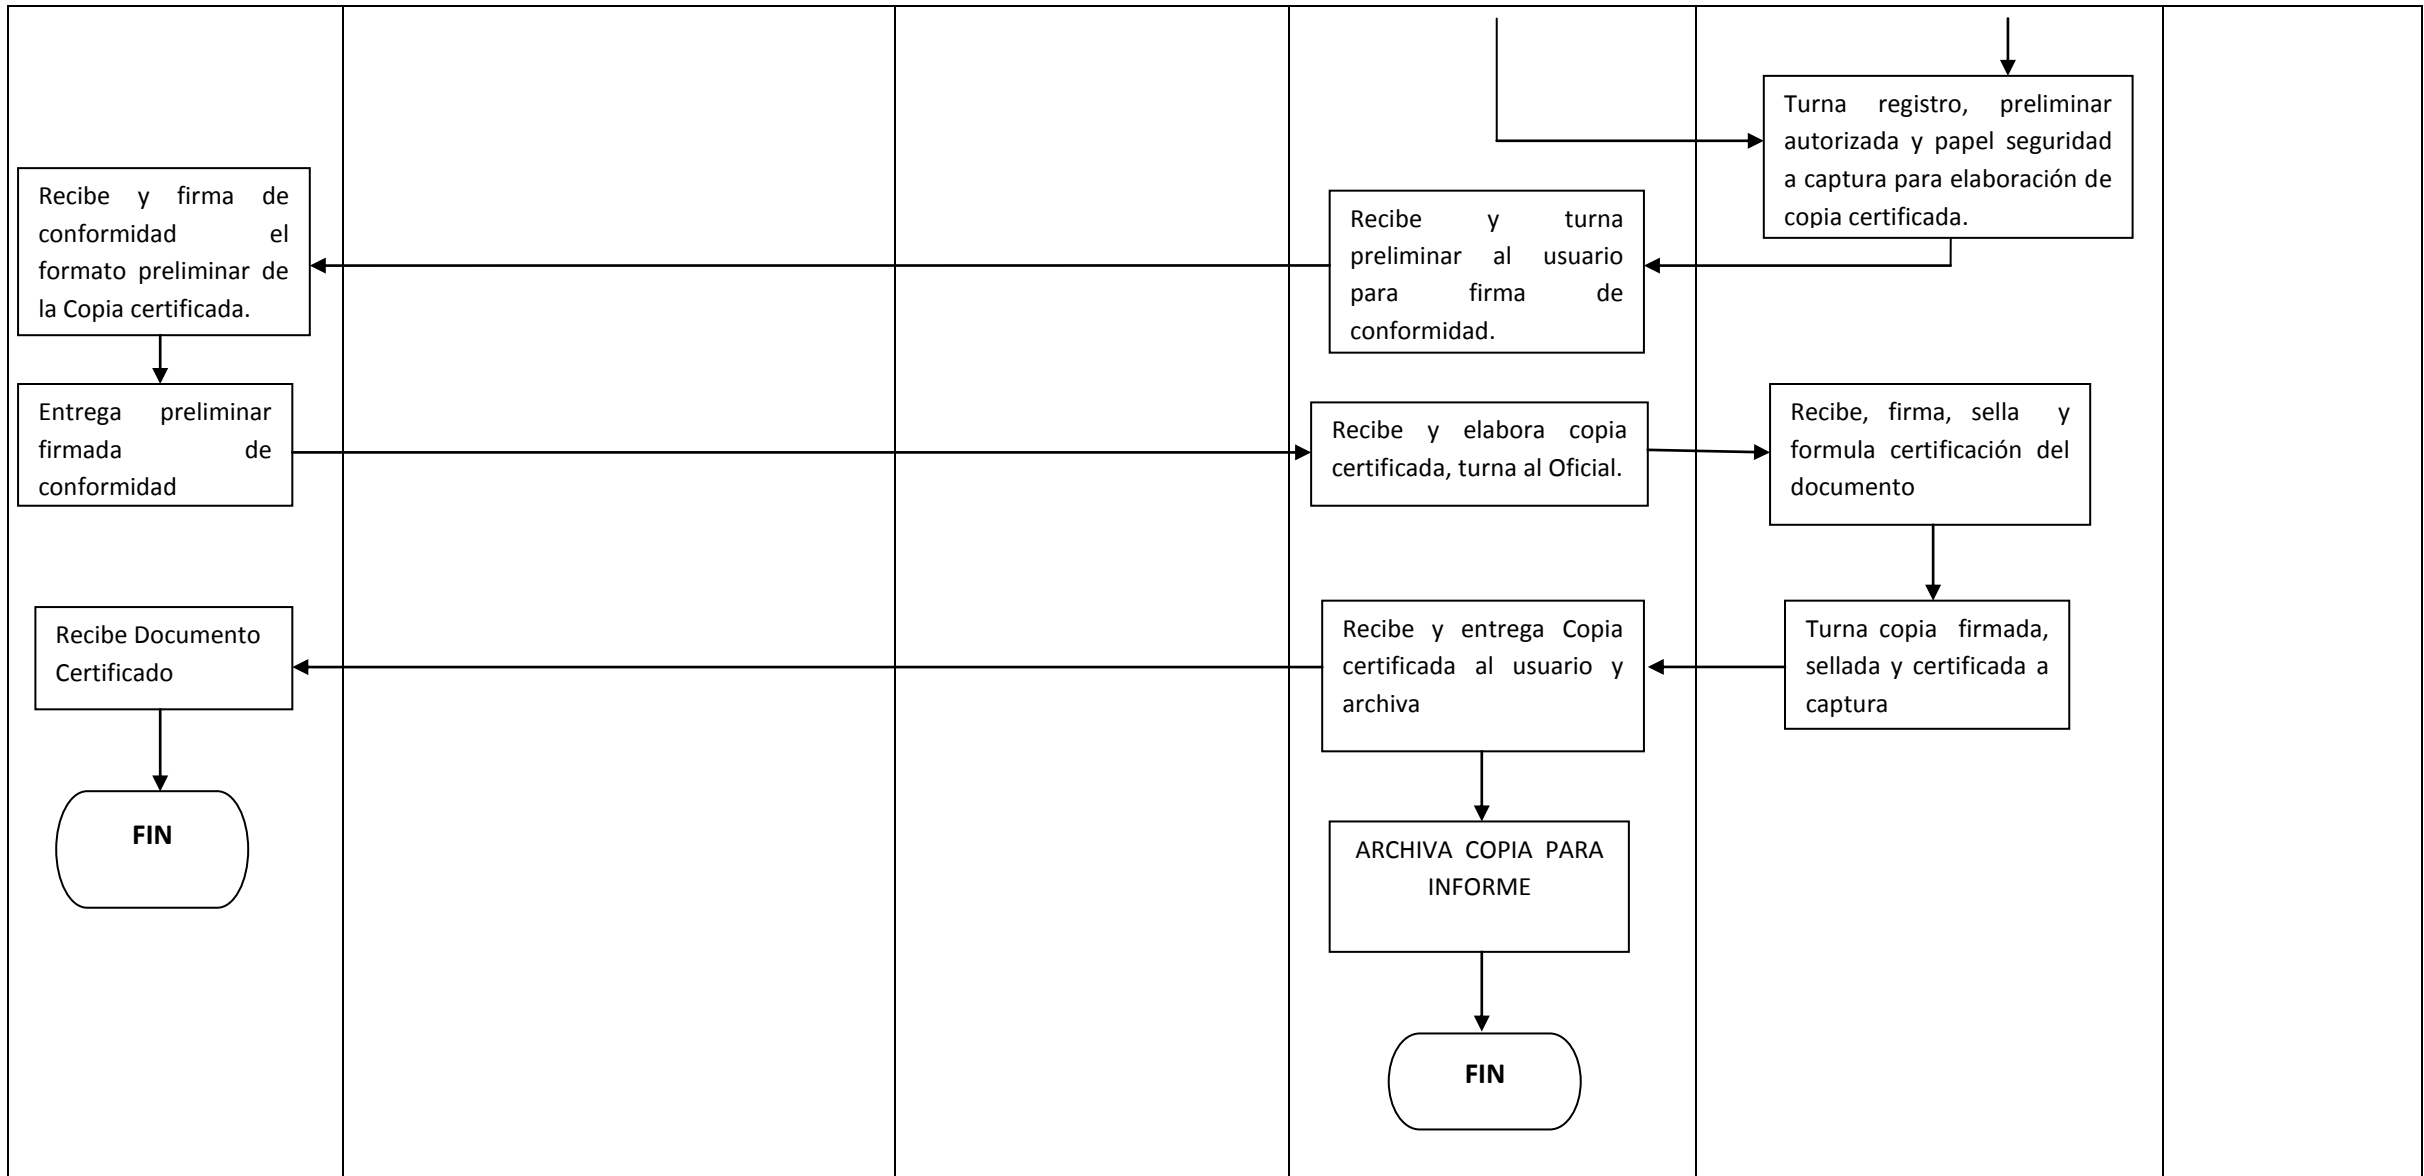 Turna registro, preliminar
autorizada y papel seguridad
a captura para elaboración de
copia certificada.
Recibe y turna
preliminar al usuario
para firma de
conformidad.
Recibe y firma de
conformidad el
formato preliminar de
la Copia certificada.
Entrega preliminar
firmada de
conformidad
Recibe y elabora copia
certificada, turna al Oficial.
Recibe, firma, sella y
formula certificación del
documento
Turna copia firmada,
sellada y certificada a
captura
Recibe y entrega Copia
certificada al usuario y
archiva
Recibe Documento
Certificado
FIN
ARCHIVA COPIA PARA
INFORME
FIN